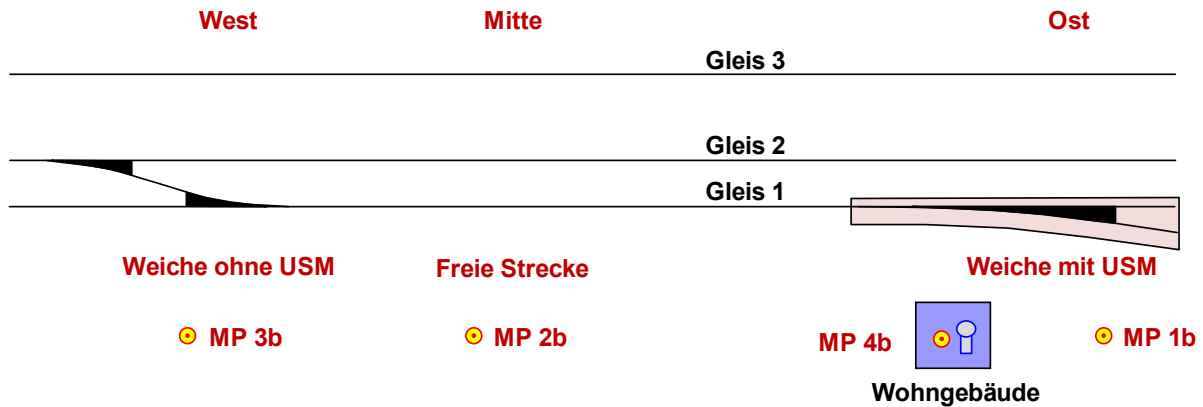 West Mitte Ost
Gleis 3
Gleis 2
Gleis 1
Weiche ohne USM Freie Strecke Weiche mit USM
MP 3b MP 2b MP 4b MP 1b
Wohngebäude